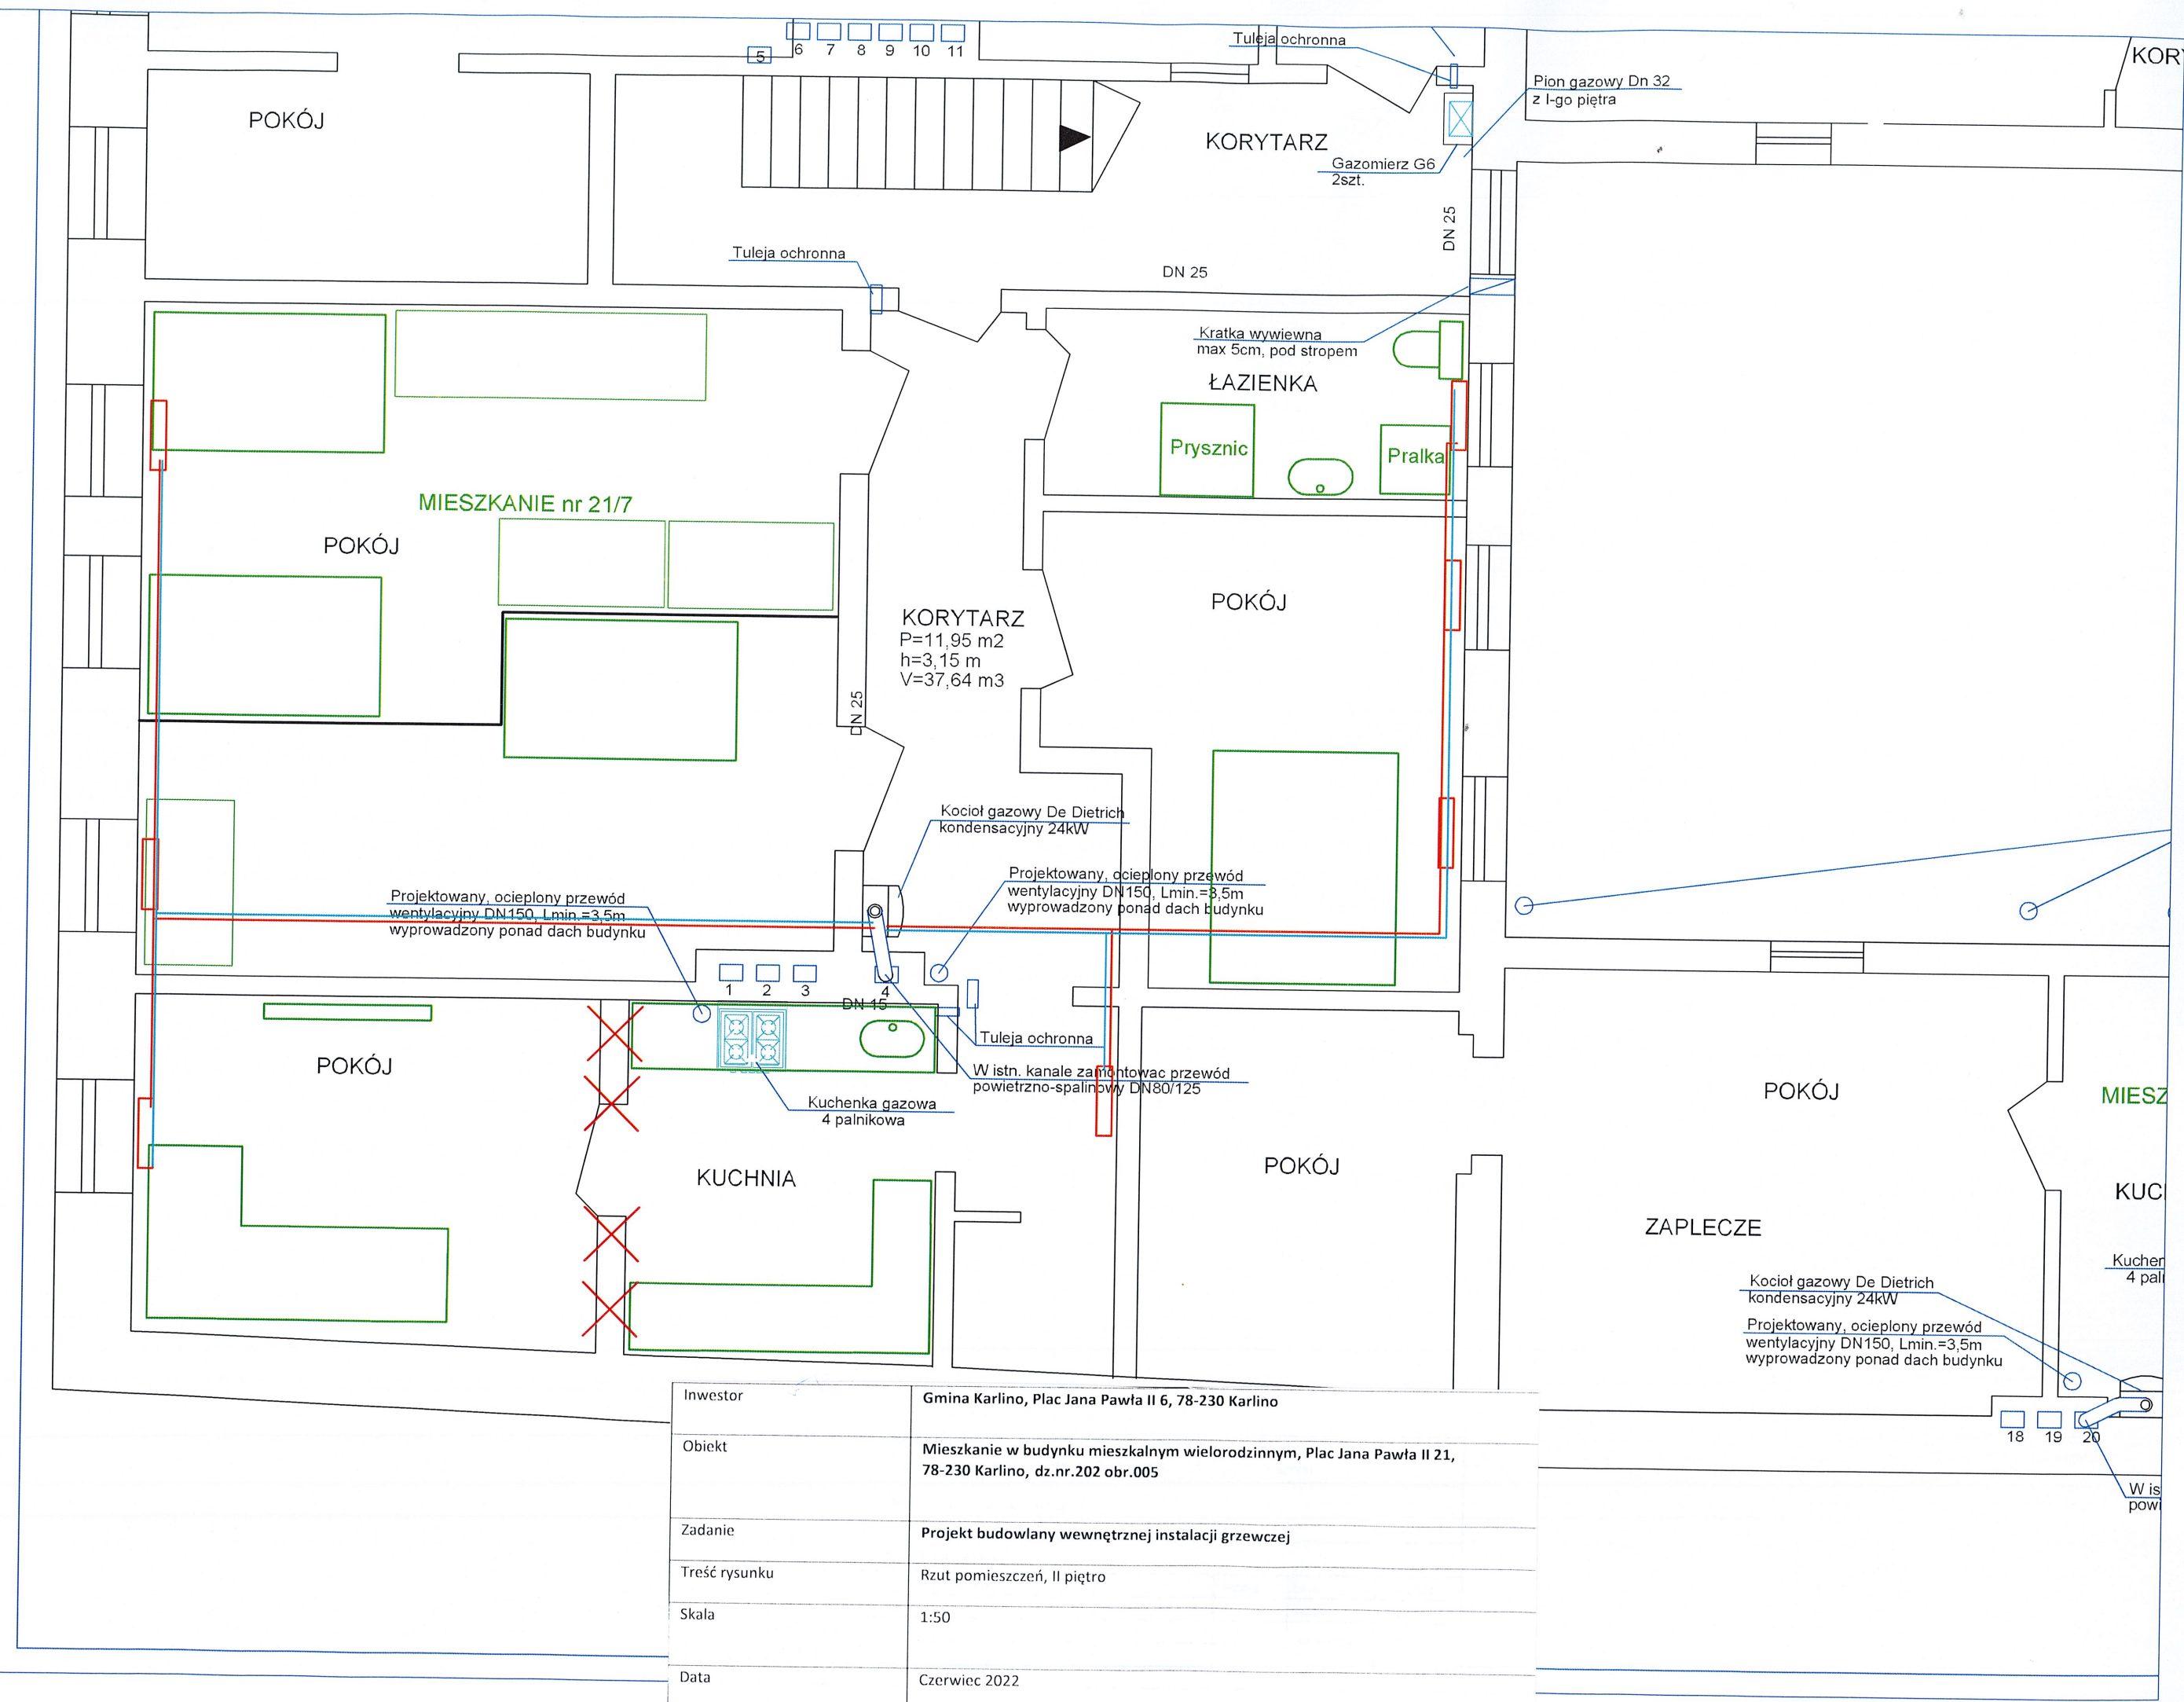 5
6
7
8
9
10
11
Tuleja ochronna
KORY
POKÓJ
Pion gazowy Dn 32
z I-go piętra
KORYTARZ
Gazomierz G6
2szt.
DN 25
Tuleja ochronna
DN 25
Kratka wywiewna
max 5cm, pod stropem
ŁAZIENKA
Prysznic
Pralka
MIESZKANIE nr 21/7
POKÓJ
POKÓJ
KORYTARZ
P=11,95 m2
h=3,15 m
V=37,64 m3
DN 25
Kocioł gazowy De Dietrich
kondensacyjny 24kW
Projektowany, ocieplony przewód
wentylacyjny DN150, Lmin.=3,5m
wyprowadzony ponad dach budynku
Projektowany, ocieplony przewód
wentylacyjny DN150, Lmin.=3,5m
wyprowadzony ponad dach budynku
1
2
3
4
DN 15
Tuleja ochronna
POKÓJ
W istn. kanale zamontowac przewód
powietrzno-spalinowy DN80/125
Kuchenka gazowa
4 palnikowa
POKÓJ
MIESZ
KUCHNIA
POKÓJ
KUC
ZAPLECZE
Kuchen
4 pal
Kocioł gazowy De Dietrich
kondensacyjny 24kW
Projektowany, ocieplony przewód
wentylacyjny DN150, Lmin.=3,5m
wyprowadzony ponad dach budynku
18
19
20
W is
powi
Inwestor
Gmina Karlino, Plac Jana Pawła II 6, 78-230 Karlino
Obiekt
Mieszkanie w budynku mieszkalnym wielorodzinnym, Plac Jana Pawła II 21,
78-230 Karlino, dz.nr.202 obr.005
Zadanie
Projekt budowlany wewnętrznej instalacji grzewczej
Treść rysunku
Rzut pomieszczeń, II piętro
Skala
1:50
Data
Czerwiec 2022